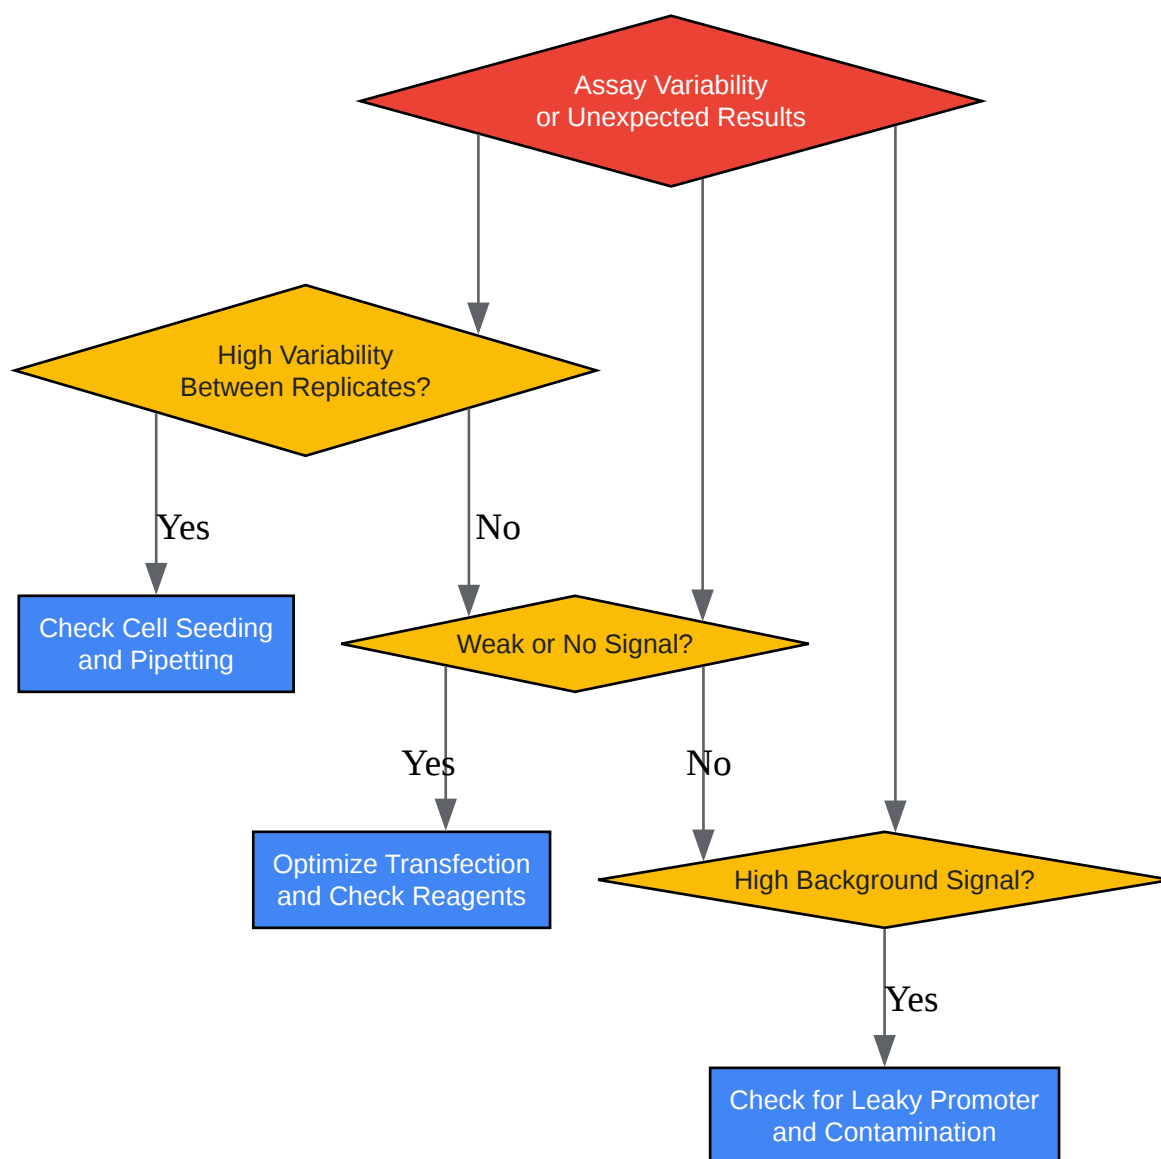 Assay Variability
or Unexpected Results
High Variability
Between Replicates?
Yes
No
Check Cell Seeding
and Pipetting
Weak or No Signal?
Yes
No
Optimize Transfection
and Check Reagents
High Background Signal?
Yes
Check for Leaky Promoter
and Contamination